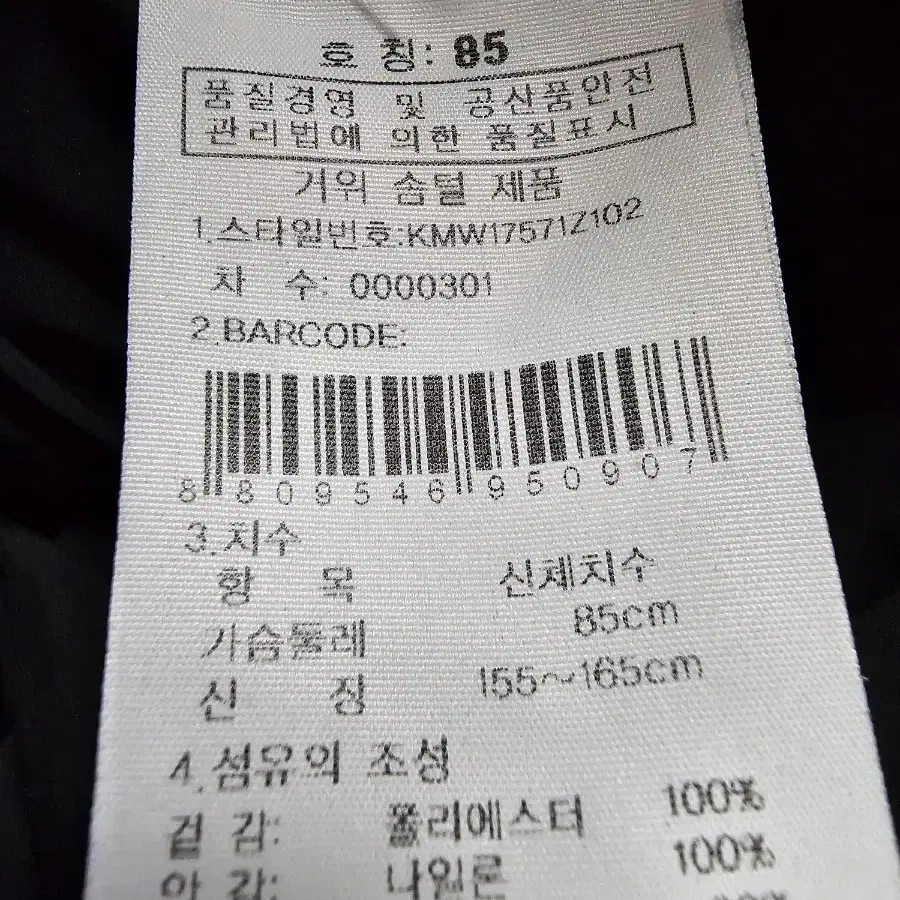 호 칭: 85
품질경영 및 공산품안전
관리법에 의한 품질표시
거위 솜털 제품
1.스타일번호:KMW17571Z102
차 수: 0000301
2.BARCODE:
8 809546 950907
3.치수
항 목 신체치수
가슴둘레 85cm
신 장 155~165cm
4.섬유의 조성
겉 감: 폴리에스터 100%
안 감: 나일론 100%